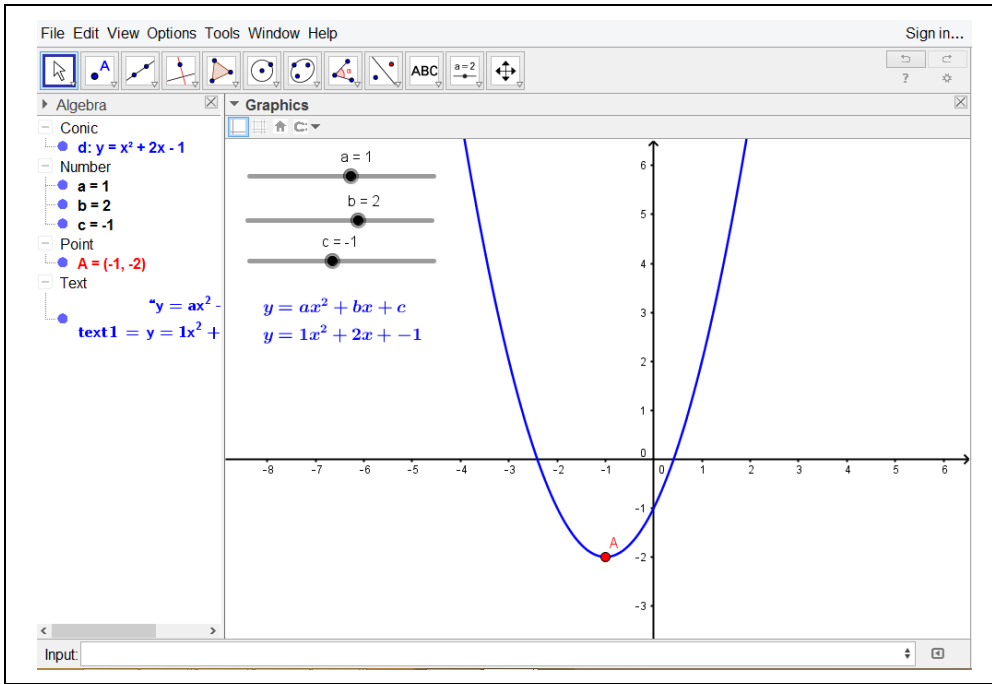 File Edit View Options Tools Window Help Sign in...
A α ABC a = 2
? 
Algebra
Graphics
C:
Conic
d: y = x² + 2x - 1
Number
a = 1
b = 2
c = -1
Point
A = (-1, -2)
Text
"y = ax² -
text1 = y = 1x² +
a = 1
b = 2
c = -1
y = ax² + bx + c
y = 1x² + 2x + −1
6
5
4
3
2
1
0
-8 -7 -6 -5 -4 -3 -2 -1 0 1 2 3 4 5 6
-1
A
-2
-3
Input: